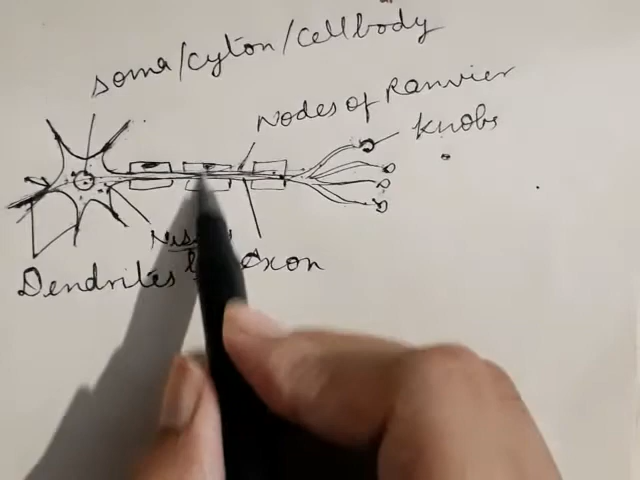 Soma/Cyton/Cellbody
Nodes of Ranvier
Knobs
Dendrites
Axon